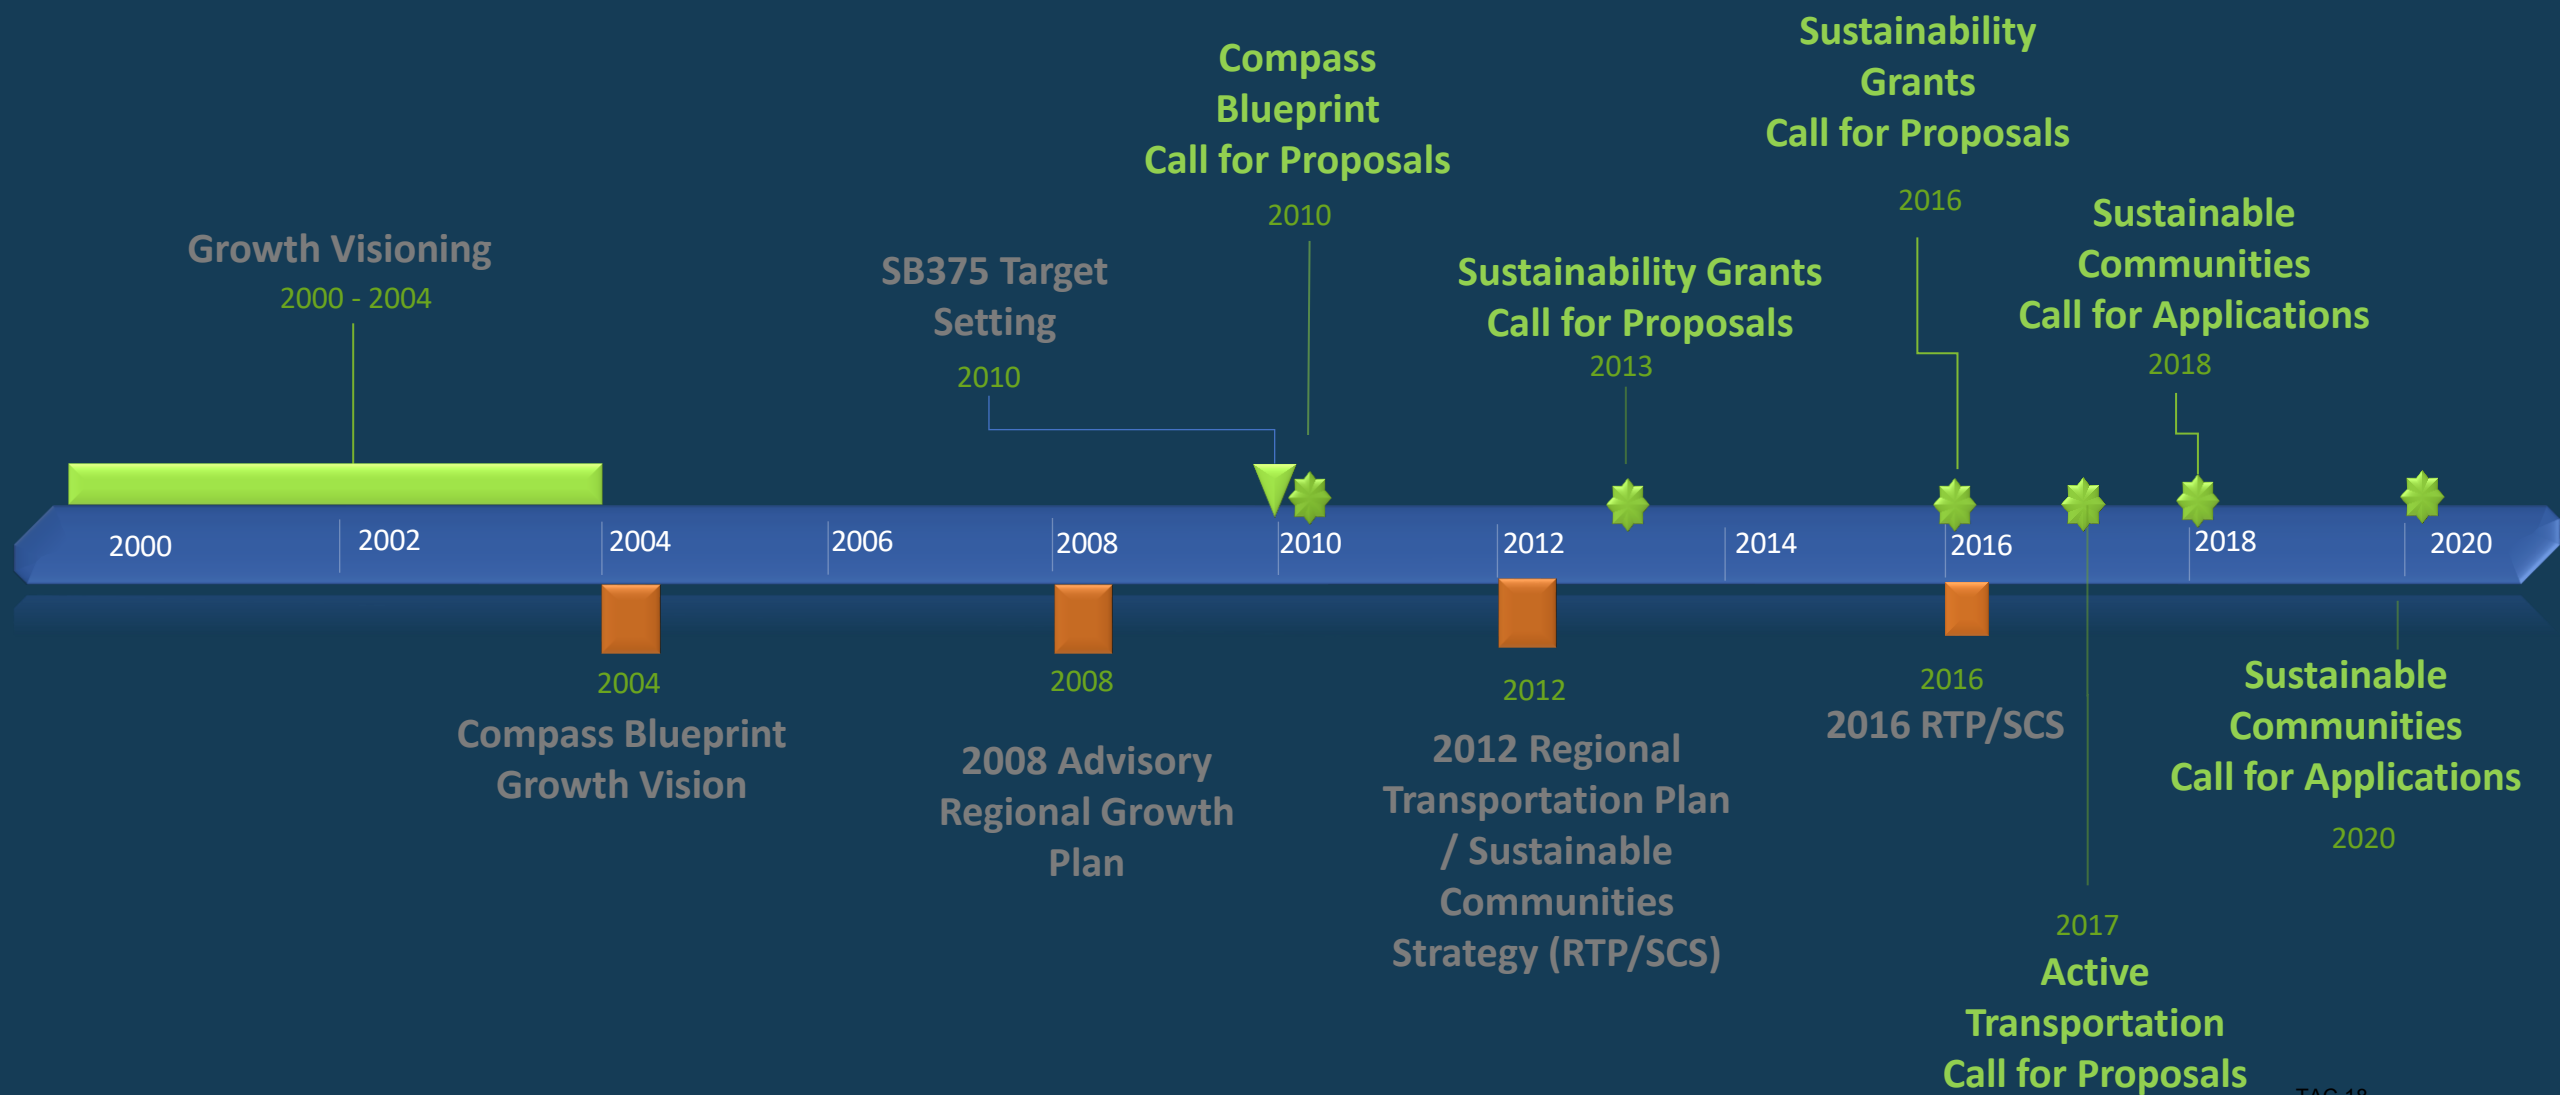 Growth Visioning
2000 - 2004
SB375 Target
Setting
2010
Compass
Blueprint
Call for Proposals
2010
Sustainability Grants
Call for Proposals
2013
Sustainability
Grants
Call for Proposals
2016
Sustainable
Communities
Call for Applications
2018
2000
2002
2004
2006
2008
2010
2012
2014
2016
2018
2020
2004
Compass Blueprint
Growth Vision
2008
2008 Advisory
Regional Growth
Plan
2012
2012 Regional
Transportation Plan
/ Sustainable
Communities
Strategy (RTP/SCS)
2016
2016 RTP/SCS
2017
Active
Transportation
Call for Proposals
Sustainable
Communities
Call for Applications
2020